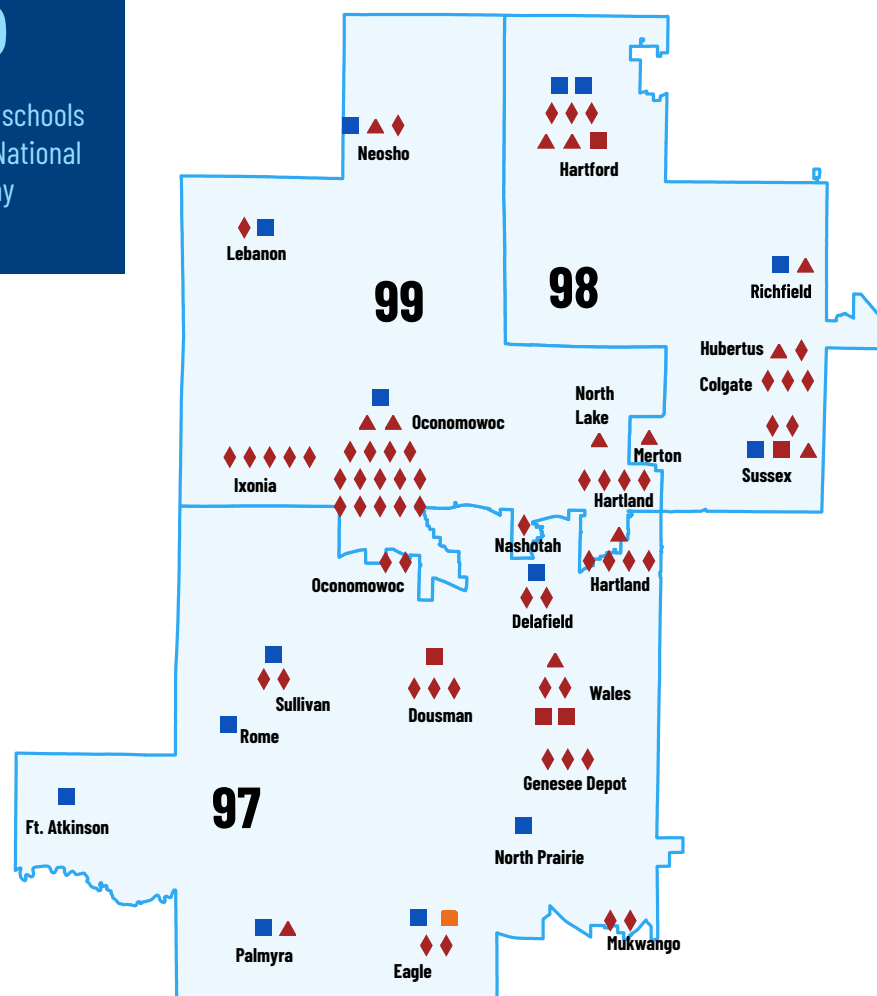 schools
National
Neosho
Hartford
Lebanon
Richfield
99
98
Hubertus
Colgate
North
Lake
Oconomowoc
Merton
Sussex
Ixonia
Hartland
Nashotah
Oconomowoc
Hartland
Delafield
Sullivan
Wales
Dousman
Rome
Genesee Depot
97
Ft. Atkinson
North Prairie
Mukwango
Palmyra
Eagle